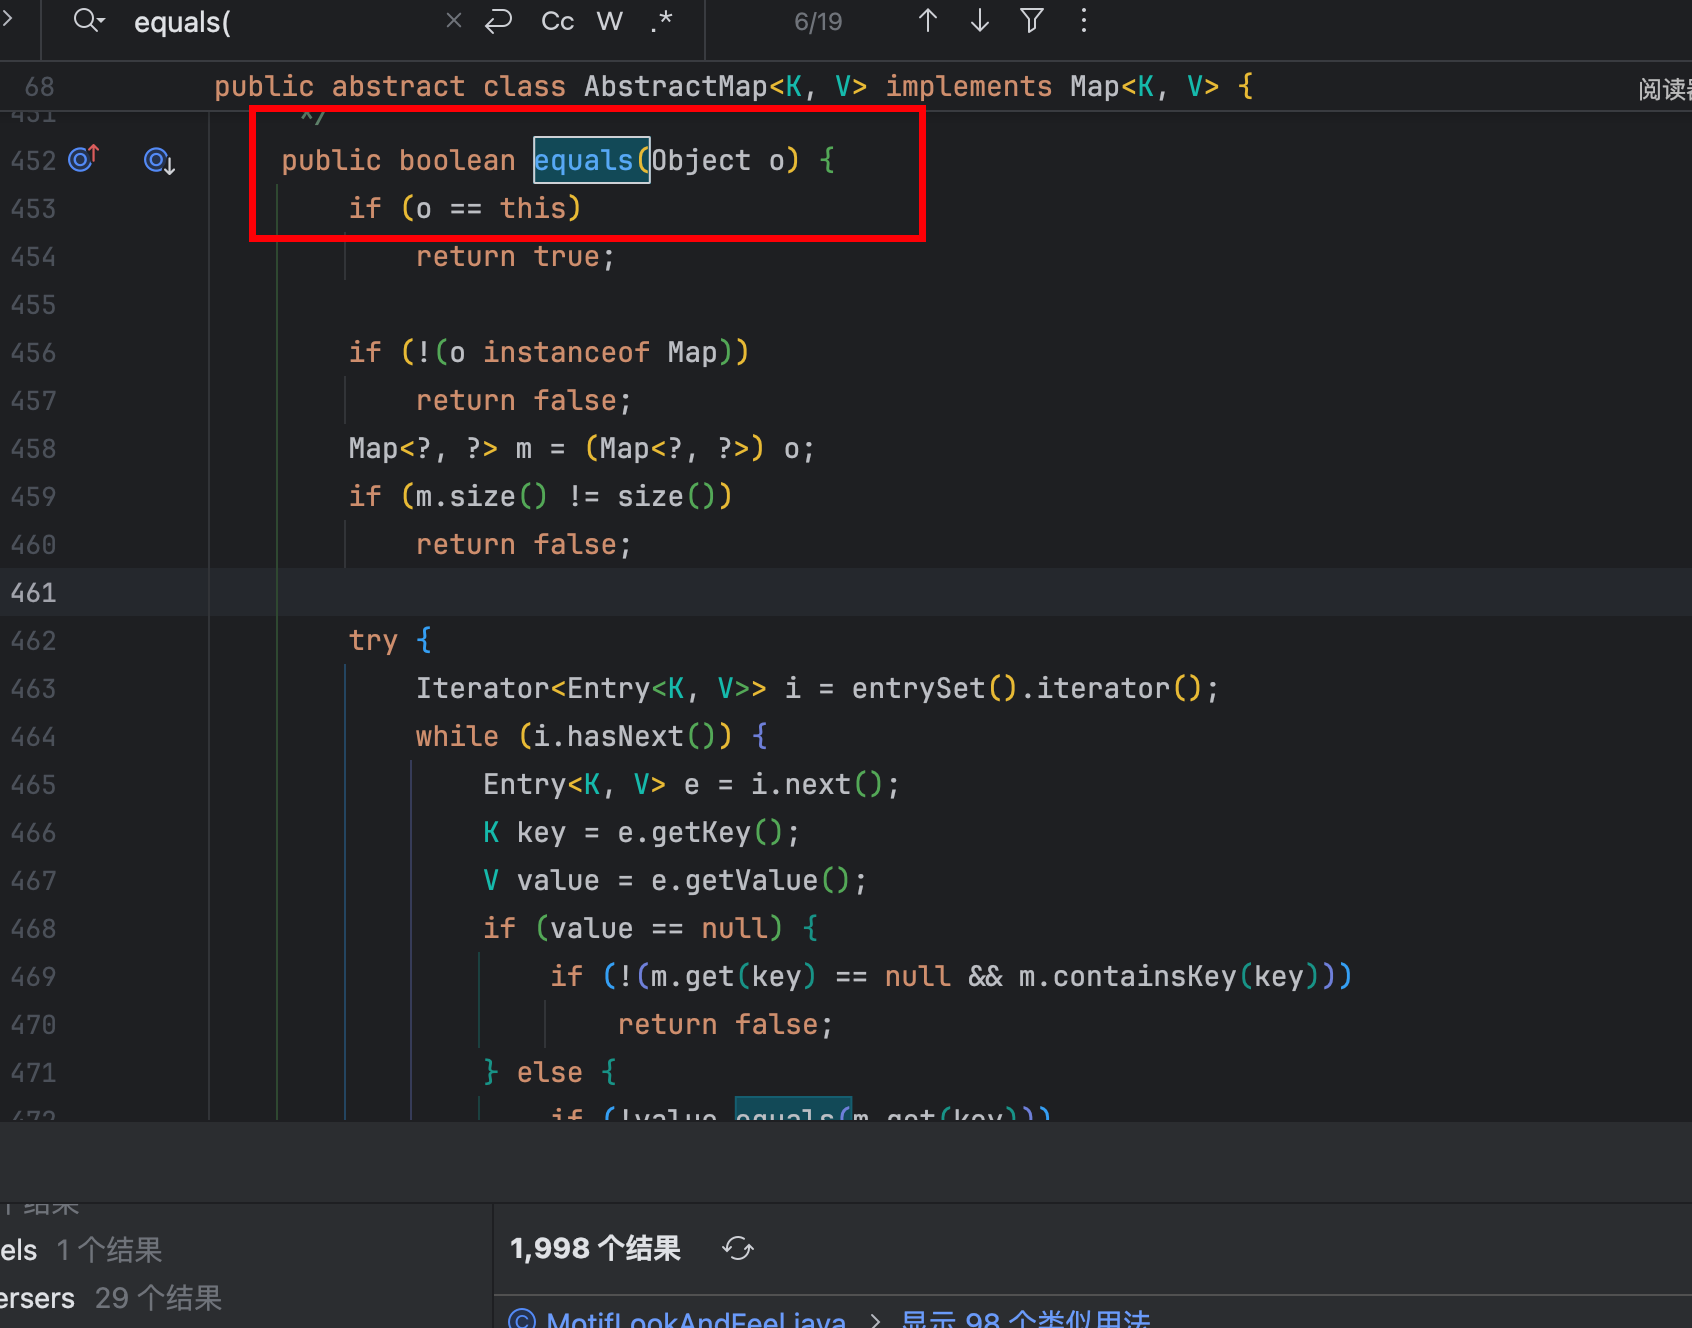 equals(
Cc W .* 6/19
68 public abstract class AbstractMap<K, V> implements Map<K, V> {
阅读
451 */
452 public boolean equals(Object o) {
453 if (o == this)
454 return true;
455
456 if (!(o instanceof Map))
457 return false;
458 Map<?, ?> m = (Map<?, ?>) o;
459 if (m.size() != size())
460 return false;
461
462 try {
463 Iterator<Entry<K, V>> i = entrySet().iterator();
464 while (i.hasNext()) {
465 Entry<K, V> e = i.next();
466 K key = e.getKey();
467 V value = e.getValue();
468 if (value == null) {
469 if (!(m.get(key) == null && m.containsKey(key)))
470 return false;
471 } else {
472 if (!value.equals(m.get(key)))
个结果
els 1 个结果
ersers 29 个结果
1,998 个结果
MotifLookAndFeel.java > 显示 98 个类似用法